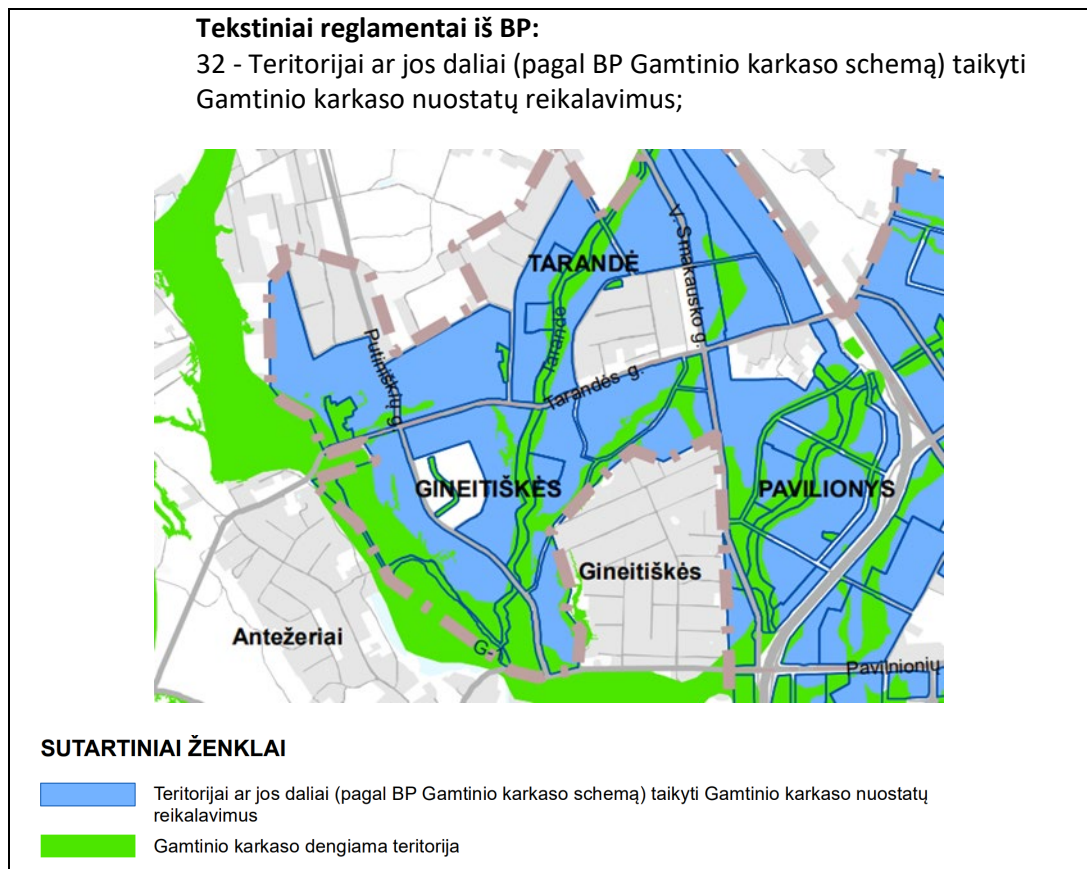 Tekstiniai reglamentai iš BP:
32 - Teritorijai ar jos daliai (pagal BP Gamtinio karkaso schemą) taikyti
Gamtinio karkaso nuostatų reikalavimus;
TARANDĖ
V. Smakausko g.
Tarandė
Putiniškių g.
Tarandės g.
GINEITIŠKĖS
PAVILIONYS
Gineitiškės
Antežeriai
G-
Pavilnionių
SUTARTINIAI ŽENKLAI
Teritorijai ar jos daliai (pagal BP Gamtinio karkaso schemą) taikyti Gamtinio karkaso nuostatų
reikalavimus
Gamtinio karkaso dengiama teritorija